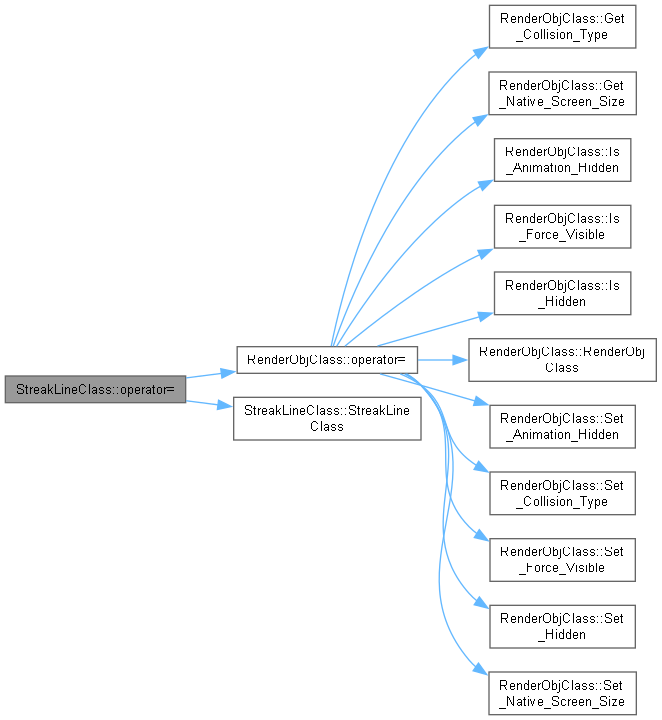 RenderObjClass::Get
_Collision_Type
RenderObjClass::Get
_Native_Screen_Size
RenderObjClass::Is
_Animation_Hidden
RenderObjClass::Is
_Force_Visible
RenderObjClass::Is
_Hidden
RenderObjClass::operator=
RenderObjClass::RenderObj
Class
StreakLineClass::operator=
StreakLineClass::StreakLine
Class
RenderObjClass::Set
_Animation_Hidden
RenderObjClass::Set
_Collision_Type
RenderObjClass::Set
_Force_Visible
RenderObjClass::Set
_Hidden
RenderObjClass::Set
_Native_Screen_Size